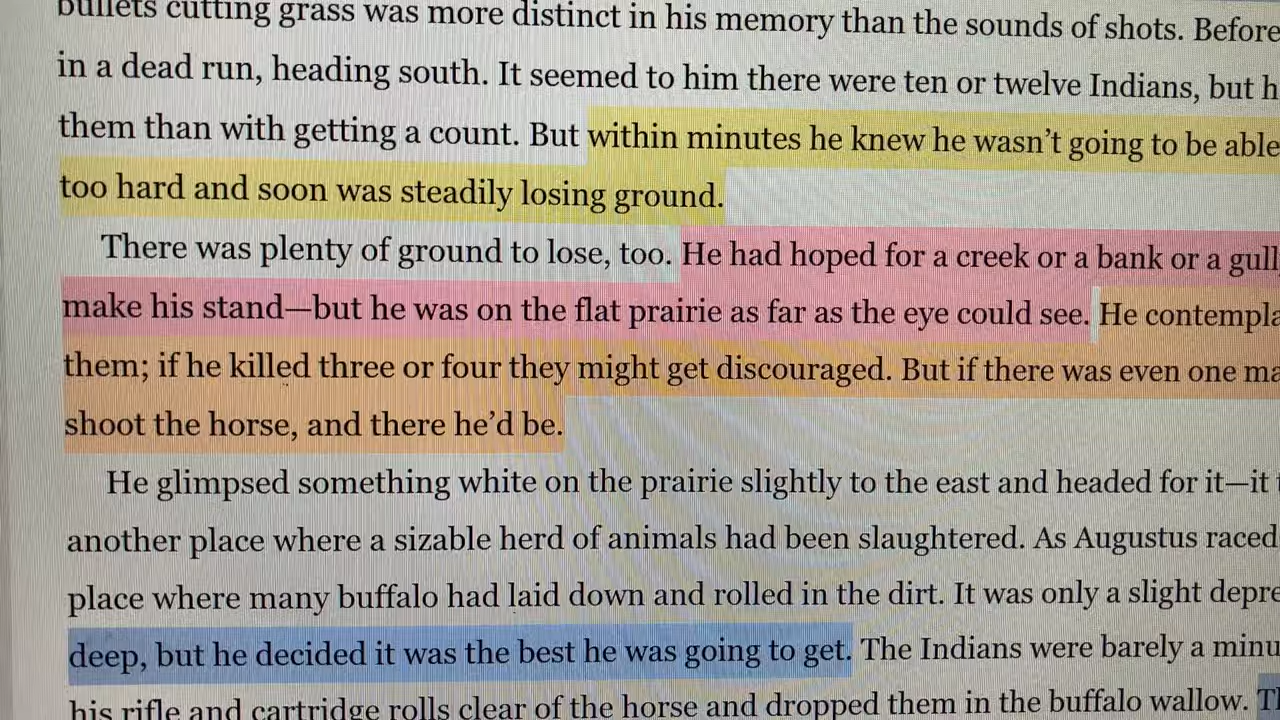 bullets cutting grass was more distinct in his memory than the sounds of shots. Before
in a dead run, heading south. It seemed to him there were ten or twelve Indians, but h
them than with getting a count. But within minutes he knew he wasn’t going to be able
too hard and soon was steadily losing ground.
There was plenty of ground to lose, too. He had hoped for a creek or a bank or a gull
make his stand—but he was on the flat prairie as far as the eye could see. He contempla
them; if he killed three or four they might get discouraged. But if there was even one ma
shoot the horse, and there he’d be.
He glimpsed something white on the prairie slightly to the east and headed for it—it
another place where a sizable herd of animals had been slaughtered. As Augustus raced
place where many buffalo had laid down and rolled in the dirt. It was only a slight depre
deep, but he decided it was the best he was going to get. The Indians were barely a minu
his rifle and cartridge rolls clear of the horse and dropped them in the buffalo wallow.